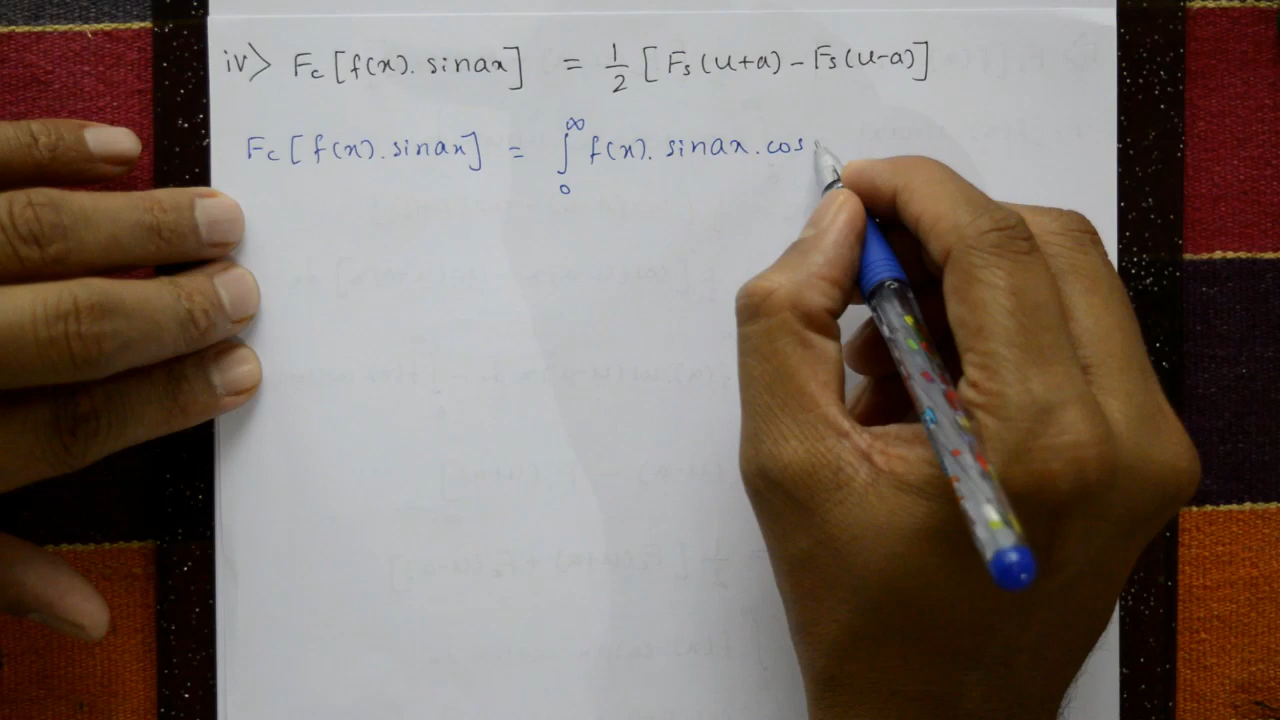 iv> Fc [f(x). sinax] = 1/2 [Fs (u+a) - Fs (u-a)]
Fc [f(x). sinax] = ∫₀^∞ f(x). sinax. cos